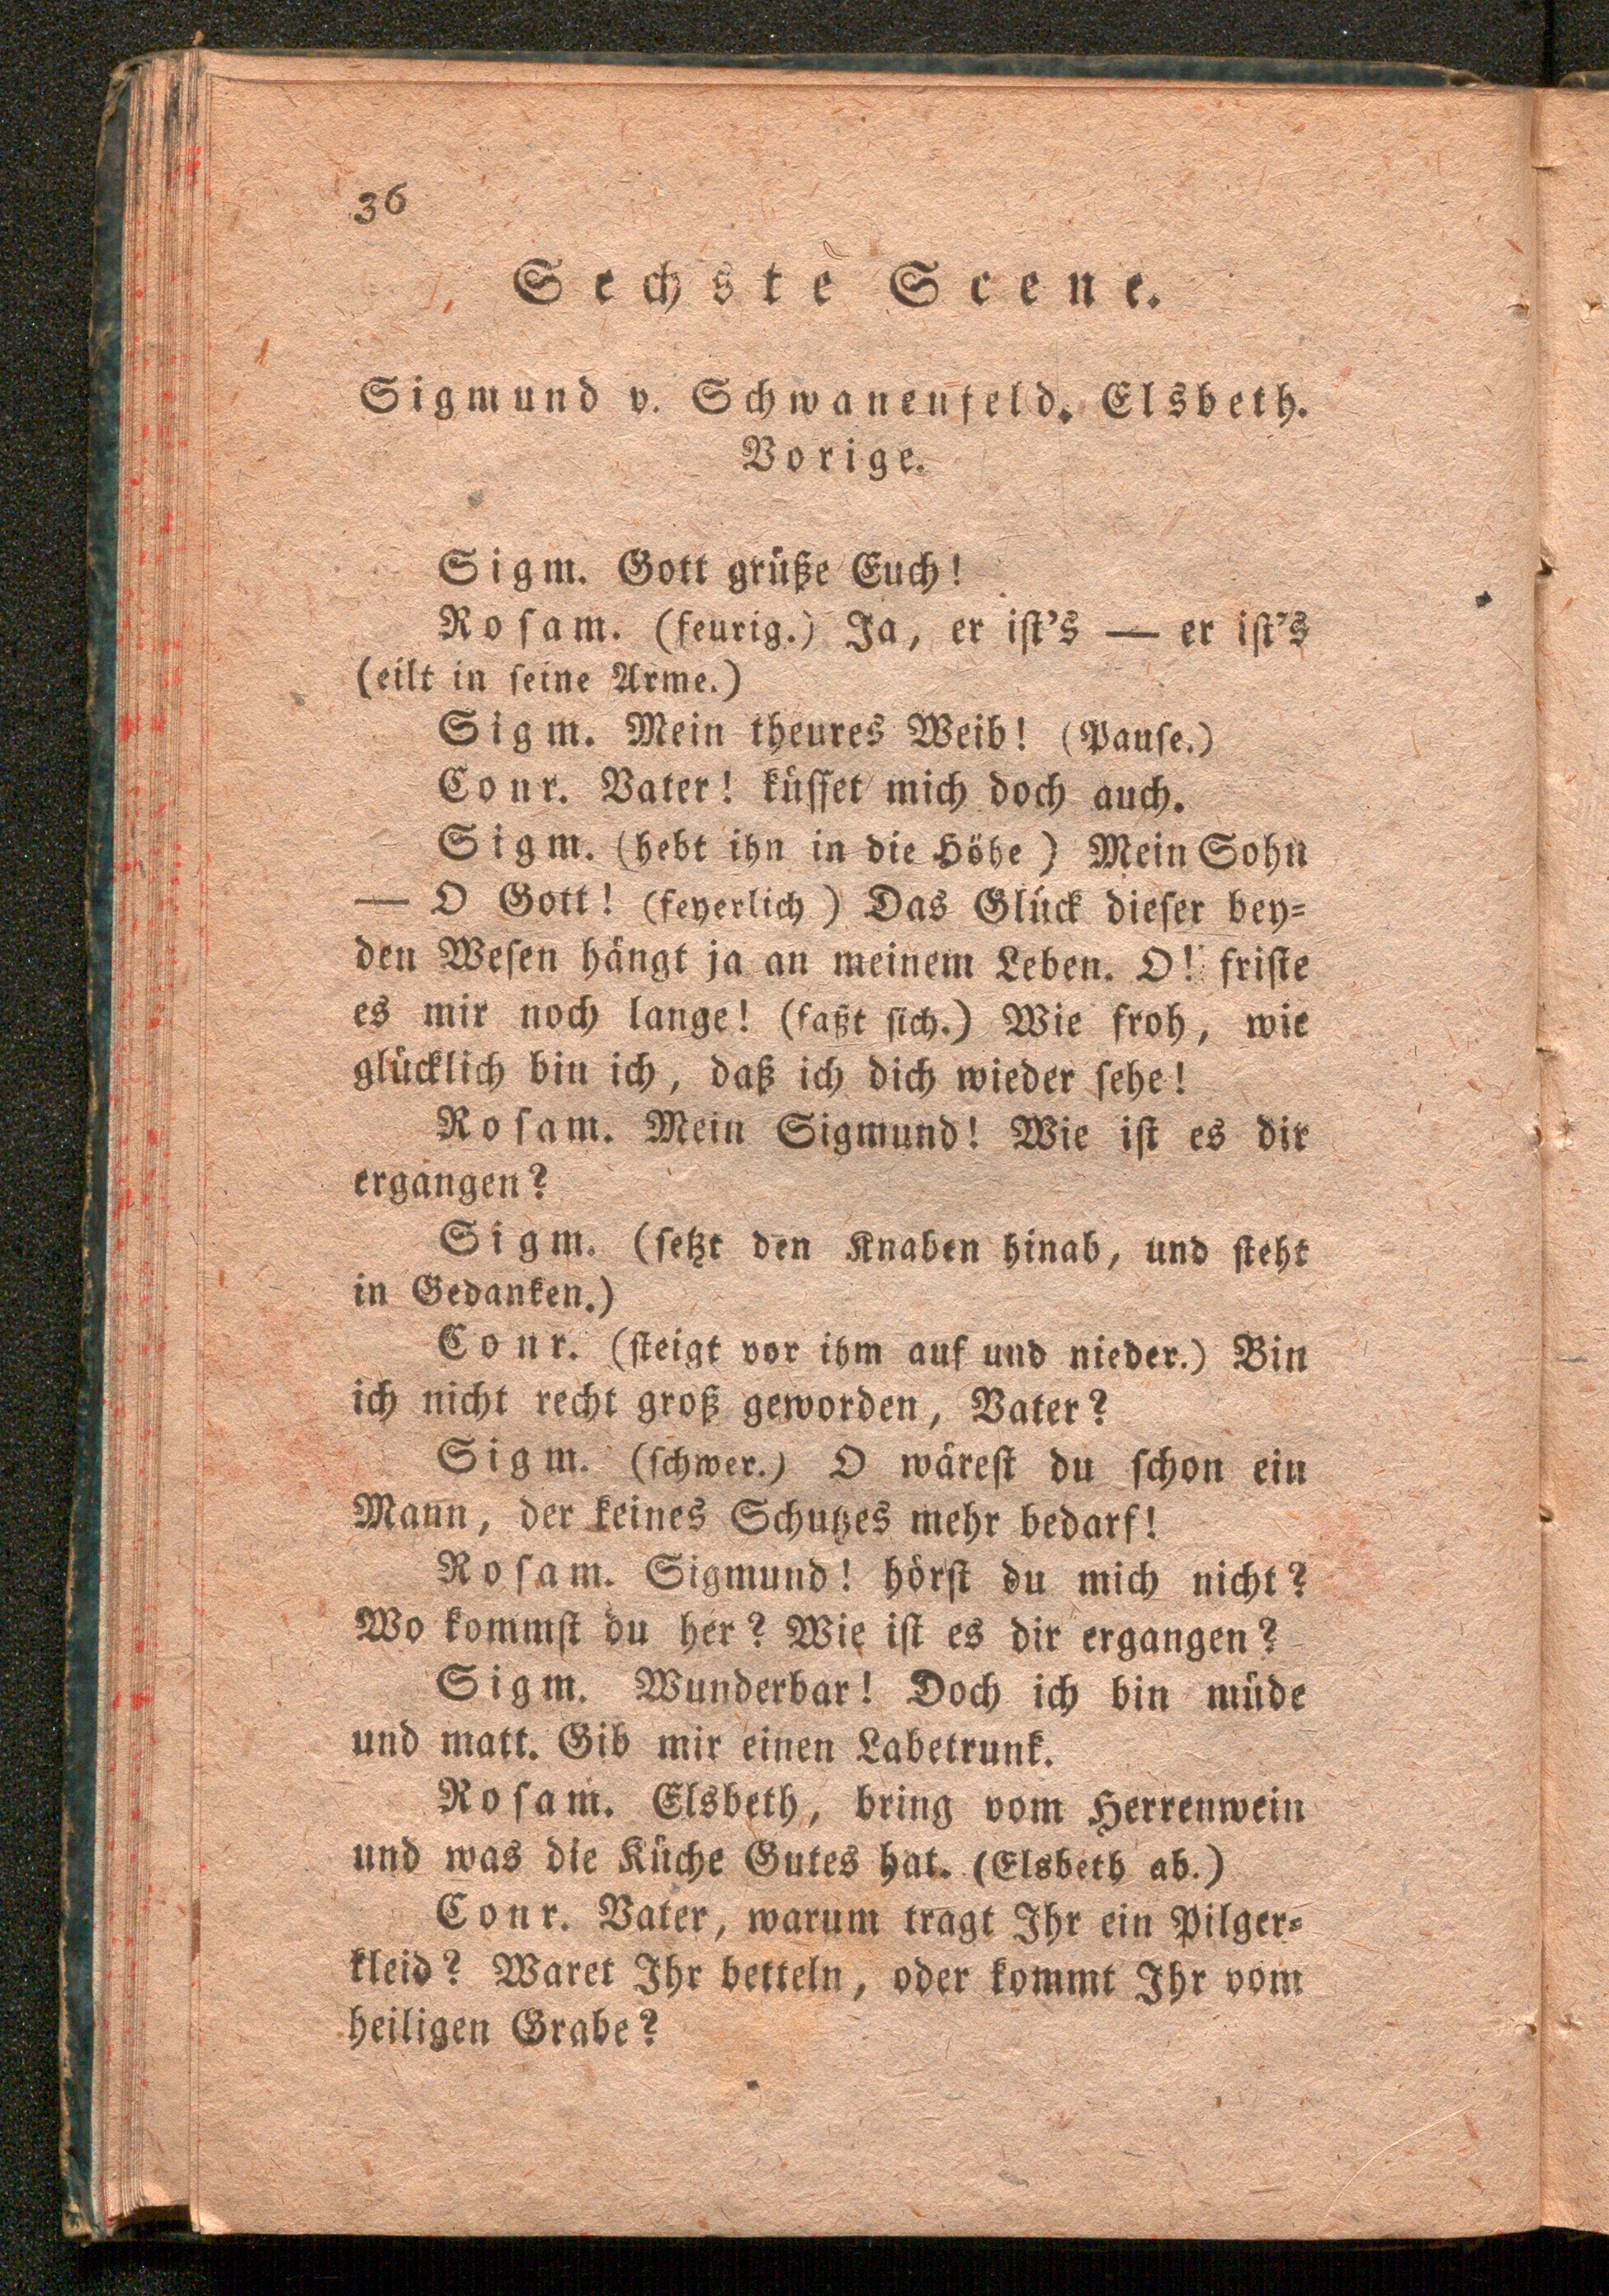 36
Sechste Scene.
Sigmund v. Schwanenfeld. Elsbeth.
Vorige.
Sigm. Gott grüße Euch!
Roſam. (feurig.) Ja, er iſt's — er iſt's
(eilt in ſeine Arme.)
Sigm. Mein theures Weib! (Pauſe.)
Conr. Vater! küſſet mich doch auch.
Sigm. (hebt ihn in die Höhe) Mein Sohn
— O Gott! (feyerlich) Das Glück dieſer bey-
den Weſen hängt ja an meinem Leben. O! friſte
es mir noch lange! (faßt ſich.) Wie froh, wie
glücklich bin ich, daß ich dich wieder ſehe!
Roſam. Mein Sigmund! Wie iſt es dir
ergangen?
Sigm. (ſetzt den Knaben hinab, und ſteht
in Gedanken.)
Conr. (ſteigt vor ihm auf und nieder.) Bin
ich nicht recht groß geworden, Vater?
Sigm. (ſchwer.) O wäreſt du ſchon ein
Mann, der keines Schutzes mehr bedarf!
Roſam. Sigmund! hörſt du mich nicht?
Wo kommſt du her? Wie iſt es dir ergangen?
Sigm. Wunderbar! Doch ich bin müde
und matt. Gib mir einen Labetrunk.
Roſam. Elsbeth, bring vom Herrenwein
und was die Küche Gutes hat. (Elsbeth ab.)
Conr. Vater, warum tragt Ihr ein Pilger-
kleid? Waret Ihr betteln, oder kommt Ihr vom
heiligen Grabe?